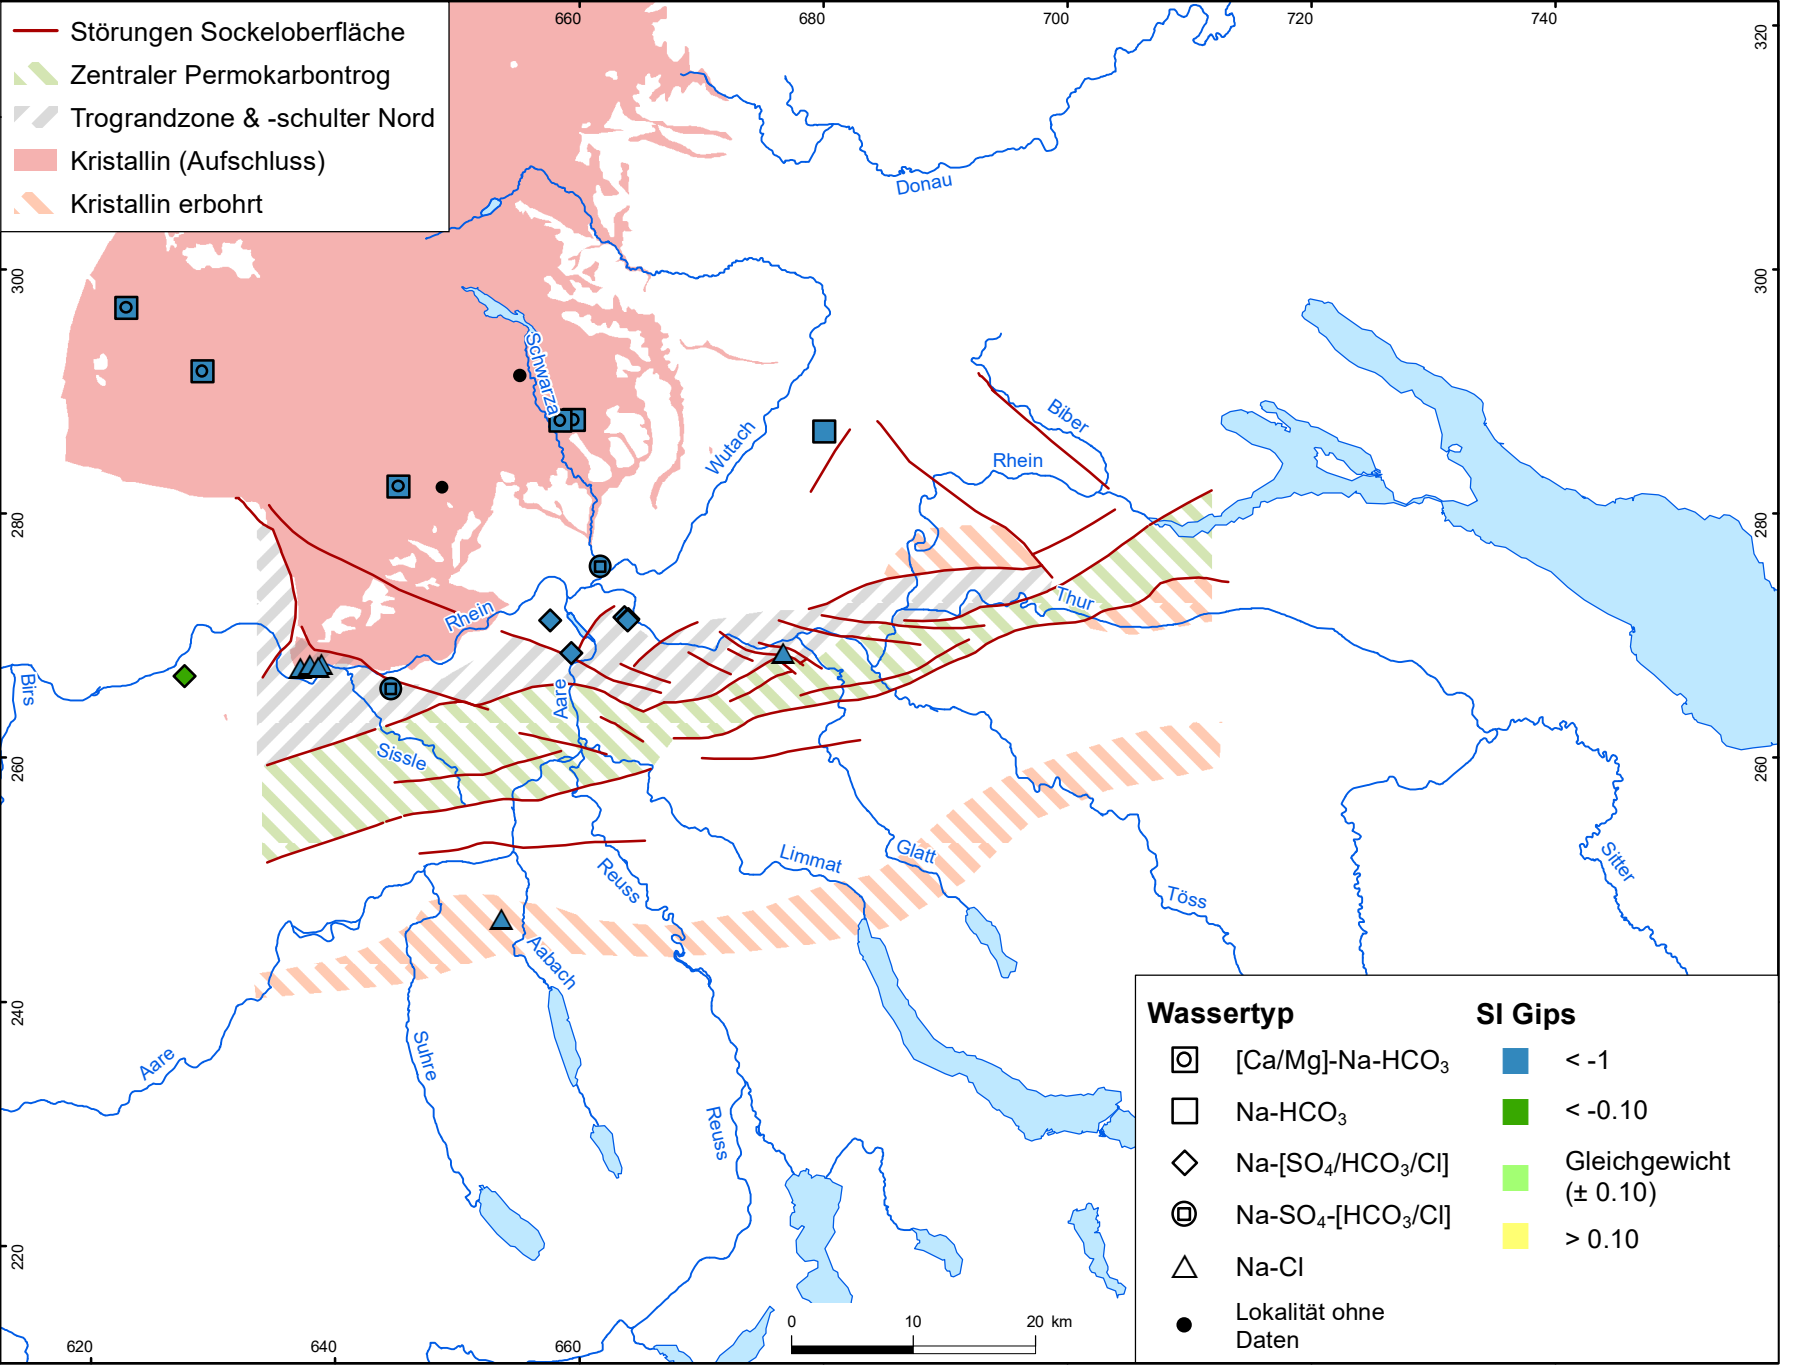 660
680
700
720
740
320
Störungen Sockeloberfläche
Zentraler Permokarbontrog
Trograndzone & -schulter Nord
Kristallin (Aufschluss)
Kristallin erbohrt
Donau
300
300
Schwarza
Wutach
Biber
Rhein
280
280
Rhein
Thur
Birs
Aare
Sissle
260
260
Reuss
Limmat
Glatt
Töss
Sitter
Aabach
240
Aare
Suhre
Reuss
220
Wassertyp
[Ca/Mg]-Na-HCO₃
Na-HCO₃
Na-[SO₄/HCO₃/Cl]
Na-SO₄-[HCO₃/Cl]
Na-Cl
Lokalität ohne
Daten
SI Gips
< -1
< -0.10
Gleichgewicht
(± 0.10)
> 0.10
0 10 20 km
620
640
660